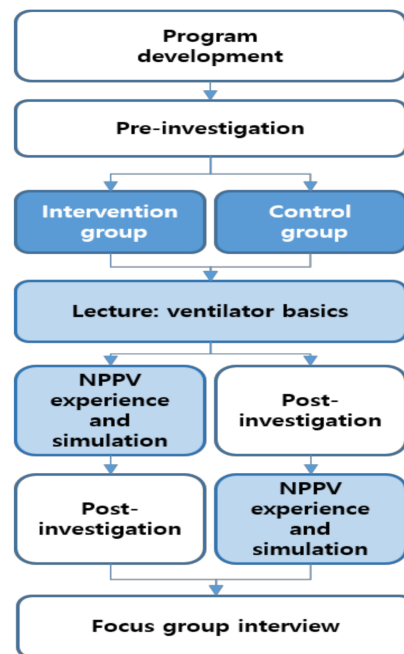 Program
development
Pre-investigation
Intervention
group
Control
group
Lecture: ventilator basics
NPPV
experience
and
simulation
Post-
investigation
Post-
investigation
NPPV
experience
and
simulation
Focus group interview